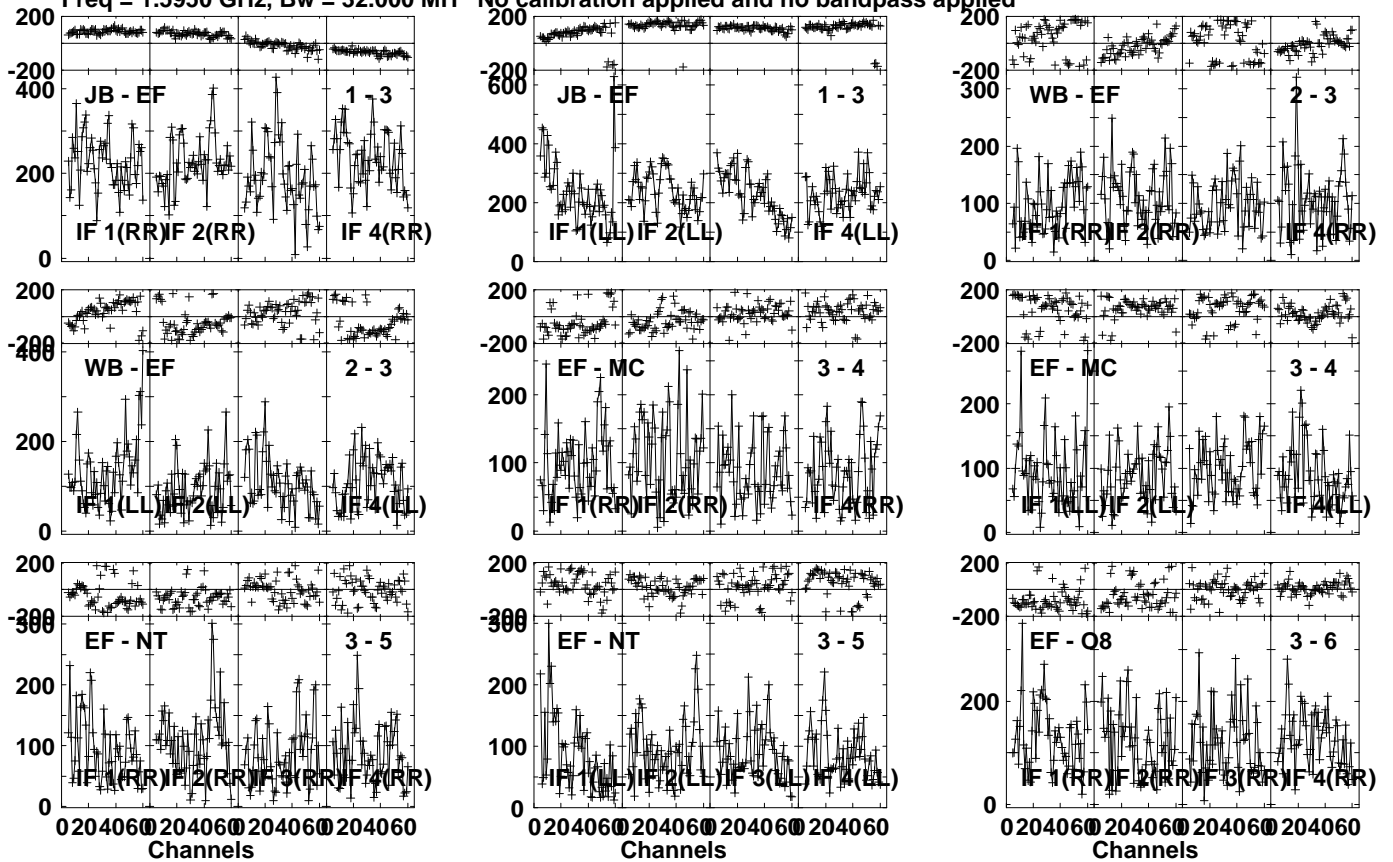 Freq = 1.5950 GHz, Bw = 32.000 MH No calibration applied and no bandpass applied
200
-200
400
200
0
JB - EF 1 - 3
IF 1(RR) IF 2(RR) IF 4(RR)
200
-200
600
400
200
0
JB - EF 1 - 3
IF 1(LL) IF 2(LL) IF 4(LL)
200
-200
300
200
100
0
WB - EF 2 - 3
IF 1(RR) IF 2(RR) IF 4(RR)
200
-200
400
200
0
WB - EF 2 - 3
IF 1(LL) IF 2(LL) IF 4(LL)
200
-200
200
100
0
EF - MC 3 - 4
IF 1(RR) IF 2(RR) IF 4(RR)
200
-200
200
100
0
EF - MC 3 - 4
IF 1(LL) IF 2(LL) IF 4(LL)
200
-200
300
200
100
0
EF - NT 3 - 5
IF 1(RR) IF 2(RR) IF 3(RR) IF 4(RR)
0 20 40 60 0 20 40 60 0 20 40 60 0 20 40 60
Channels
200
-200
300
200
100
0
EF - NT 3 - 5
IF 1(LL) IF 2(LL) IF 3(LL) IF 4(LL)
0 20 40 60 0 20 40 60 0 20 40 60 0 20 40 60
Channels
200
-200
200
0
EF - O8 3 - 6
IF 1(RR) IF 2(RR) IF 3(RR) IF 4(RR)
0 20 40 60 0 20 40 60 0 20 40 60 0 20 40 60
Channels